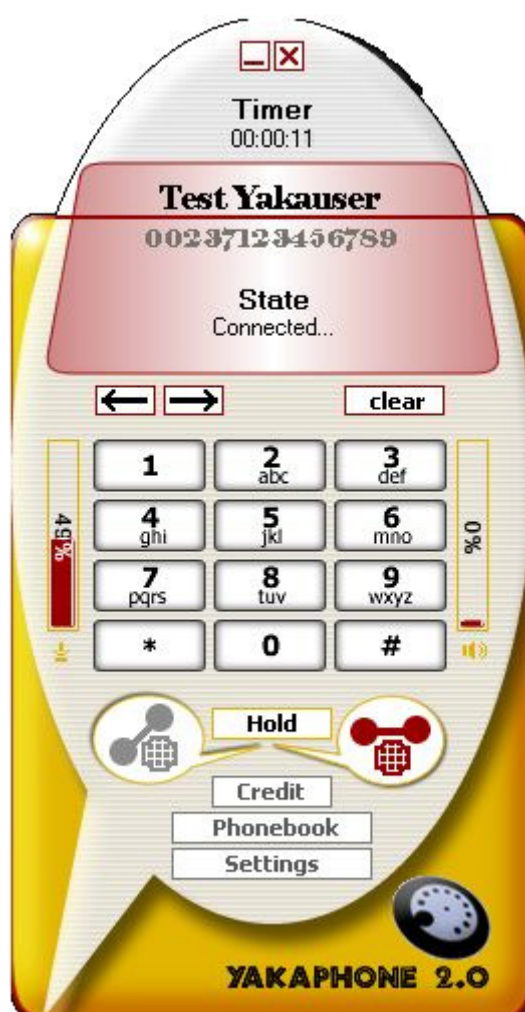 Timer
00:00:11
Test Yakauser
00237123456789
State
Connected...
clear
1
2
3
abc
def
4
5
6
ghi
jkl
mno
7
8
9
pqrs
tuv
wxyz
*
0
#
49%
0%
Hold
Credit
Phonebook
Settings
YAKAPHONE 2.0